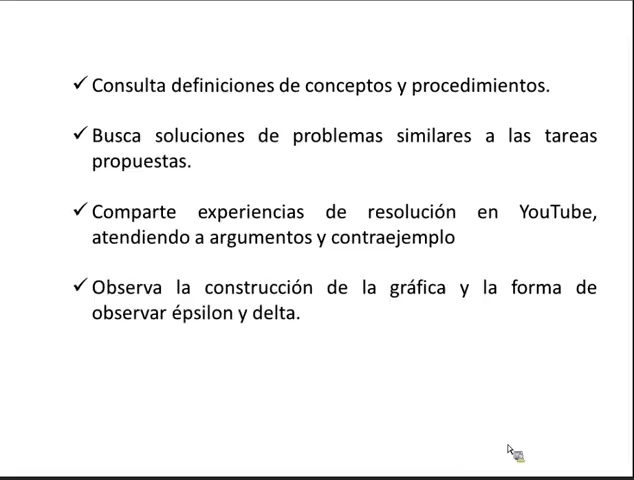 ✓ Consulta definiciones de conceptos y procedimientos.
✓ Busca soluciones de problemas similares a las tareas
propuestas.
✓ Comparte experiencias de resolución en YouTube,
atendiendo a argumentos y contraejemplo
✓ Observa la construcción de la gráfica y la forma de
observar épsilon y delta.